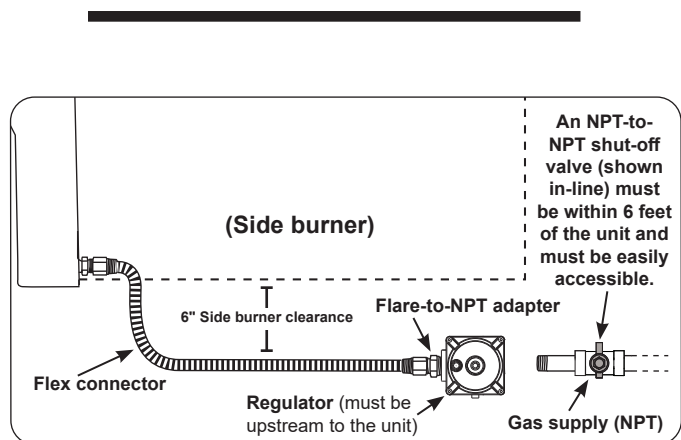 An NPT-to-
NPT shut-off
valve (shown
in-line) must
be within 6 feet
of the unit and
must be easily
accessible.
(Side burner)
6" Side burner clearance
Flare-to-NPT adapter
Flex connector
Regulator (must be
upstream to the unit)
Gas supply (NPT)